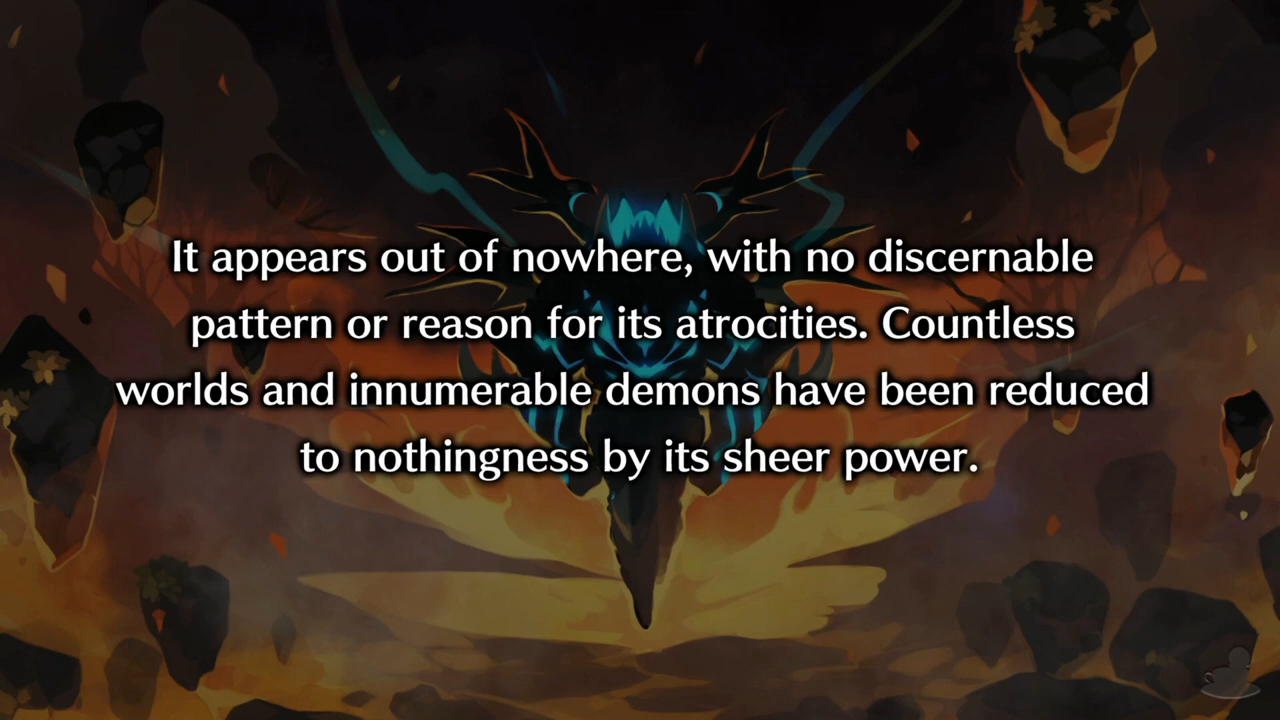 It appears out of nowhere, with no discernable
pattern or reason for its atrocities. Countless
worlds and innumerable demons have been reduced
to nothingness by its sheer power.